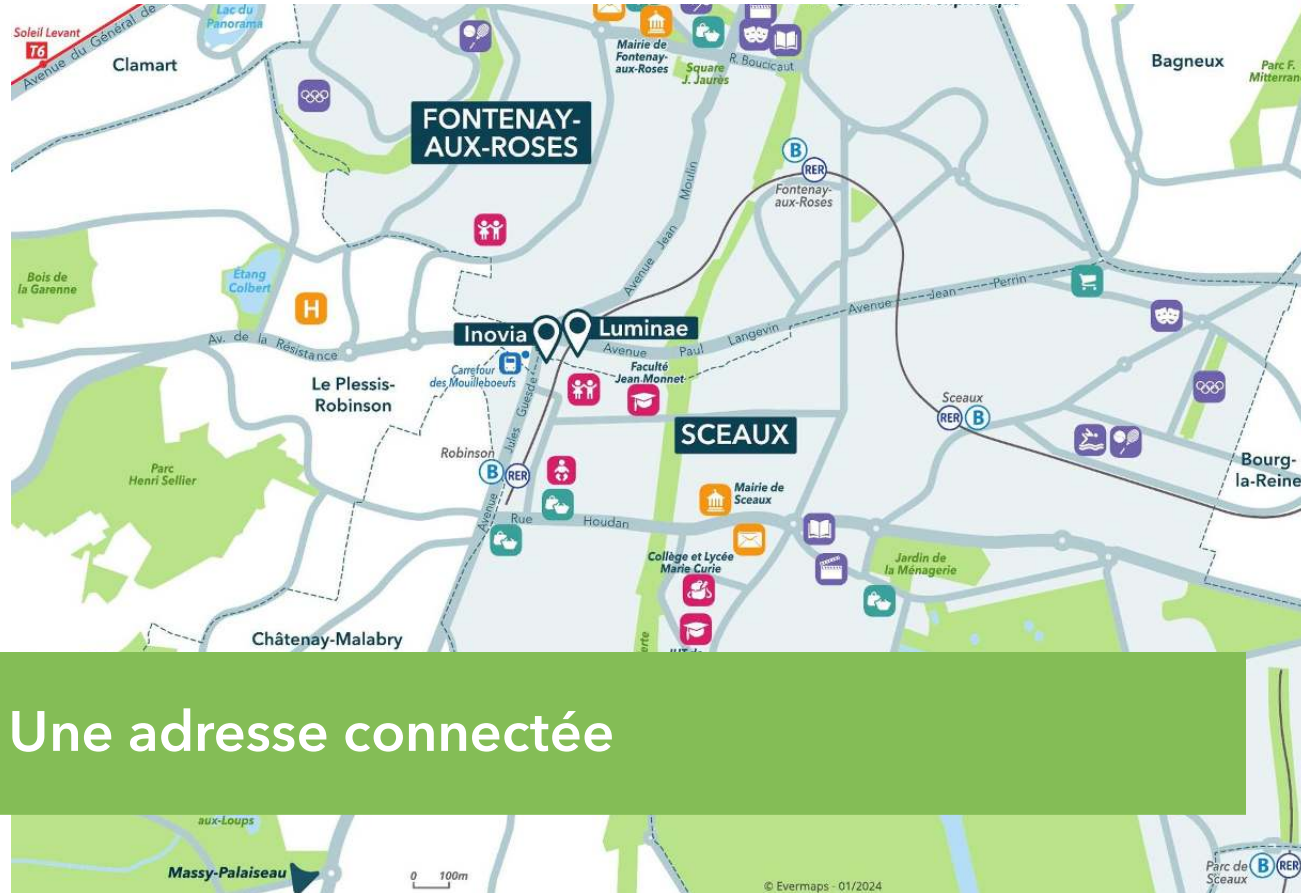 Soleil Levant
T6
Avenue du Général de
Lac du
Panorama
Clamart
Mairie de
Fontenay-
aux-Roses
Square
J. Jaurès
R. Boucicaut
Bagneux
Parc F.
FONTENAY-
AUX-ROSES
B
RER
Fontenay-
aux-Roses
Avenue Jean Moulin
Bois de
la Garenne
Étang
Colbert
H
Avenue Jean Perrin
Inovia
Luminae
Av. de la Résistance
Avenue Paul Langevin
Carrefour
des Mouilleboeufs
Faculté
Jean Monnet
Le Plessis-
Robinson
Avenue Jules Guesde
Sceaux
RER
B
SCEAUX
Robinson
B
RER
Parc
Henri Sellier
Bourg-
la-Reine
Mairie de
Sceaux
Rue Houdan
Collège et Lycée
Marie Curie
Jardin de
la Ménagerie
Châtenay-Malabry
Une adresse connectée
aux-Loups
Massy-Palaiseau
0 100m
© Evermaps - 01/2024
Parc de
Sceaux
B
RER